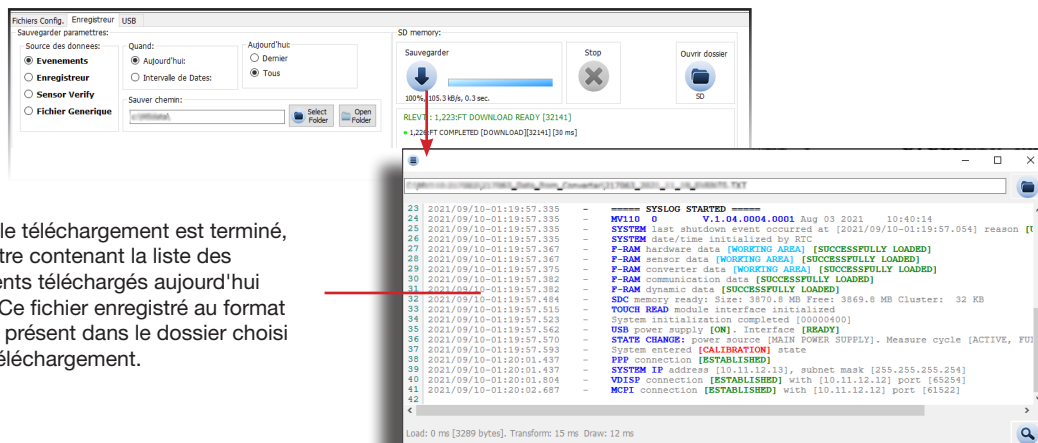 Fichiers Config. Enregistreur USB
Sauvegarder paramettres:
Source des donnees:
Evenements
Enregistreur
Sensor Verify
Fichier Generique
Quand:
Aujourd'hui:
Intervalle de Dates:
Aujourd'hui:
Dernier
Tous
Sauver chemin:
Select Folder
Open Folder
SD memory:
Sauvegarder
100%, 105.3 kB/s, 0.3 sec.
Stop
Ouvrir dossier
SD
RLEVT : 1,223:FT DOWNLOAD READY [32141]
1,226:FT COMPLETED [DOWNLOAD][32141] [30 ms]
le téléchargement est terminé,
tre contenant la liste des
ents téléchargés aujourd'hui
Ce fichier enregistré au format
présent dans le dossier choisi
éléchargement.
23 2021/09/10-01:19:57.335 - ===== SYSLOG STARTED =====
24 2021/09/10-01:19:57.335 - MV110 0 V.1.04.0004.0001 Aug 03 2021 10:40:14
25 2021/09/10-01:19:57.335 - SYSTEM last shutdown event occurred at [2021/09/10-01:19:57.054] reason [U
26 2021/09/10-01:19:57.335 - SYSTEM date/time initialized by RTC
27 2021/09/10-01:19:57.367 - F-RAM hardware data [WORKING AREA] [SUCCESSFULLY LOADED]
28 2021/09/10-01:19:57.367 - F-RAM sensor data [WORKING AREA] [SUCCESSFULLY LOADED]
29 2021/09/10-01:19:57.375 - F-RAM converter data [WORKING AREA] [SUCCESSFULLY LOADED]
30 2021/09/10-01:19:57.382 - F-RAM communication data [SUCCESSFULLY LOADED]
31 2021/09/10-01:19:57.382 - F-RAM dynamic data [SUCCESSFULLY LOADED]
32 2021/09/10-01:19:57.484 - SDC memory ready: Size: 3870.8 MB Free: 3869.8 MB Cluster: 32 KB
33 2021/09/10-01:19:57.515 - TOUCH READ module interface initialized
34 2021/09/10-01:19:57.523 - System initialization completed [00000400]
35 2021/09/10-01:19:57.562 - USB power supply [ON]. Interface [READY]
36 2021/09/10-01:19:57.570 - STATE CHANGE: power source [MAIN POWER SUPPLY]. Measure cycle [ACTIVE, FUL
37 2021/09/10-01:19:57.593 - System entered [CALIBRATION] state
38 2021/09/10-01:20:01.437 - PPP connection [ESTABLISHED]
39 2021/09/10-01:20:01.437 - SYSTEM IP address [10.11.12.13], subnet mask [255.255.255.254]
40 2021/09/10-01:20:01.804 - VDISP connection [ESTABLISHED] with [10.11.12.12] port [65254]
41 2021/09/10-01:20:02.687 - MCPI connection [ESTABLISHED] with [10.11.12.12] port [61522]
42
Load: 0 ms [3289 bytes]. Transform: 15 ms Draw: 12 ms